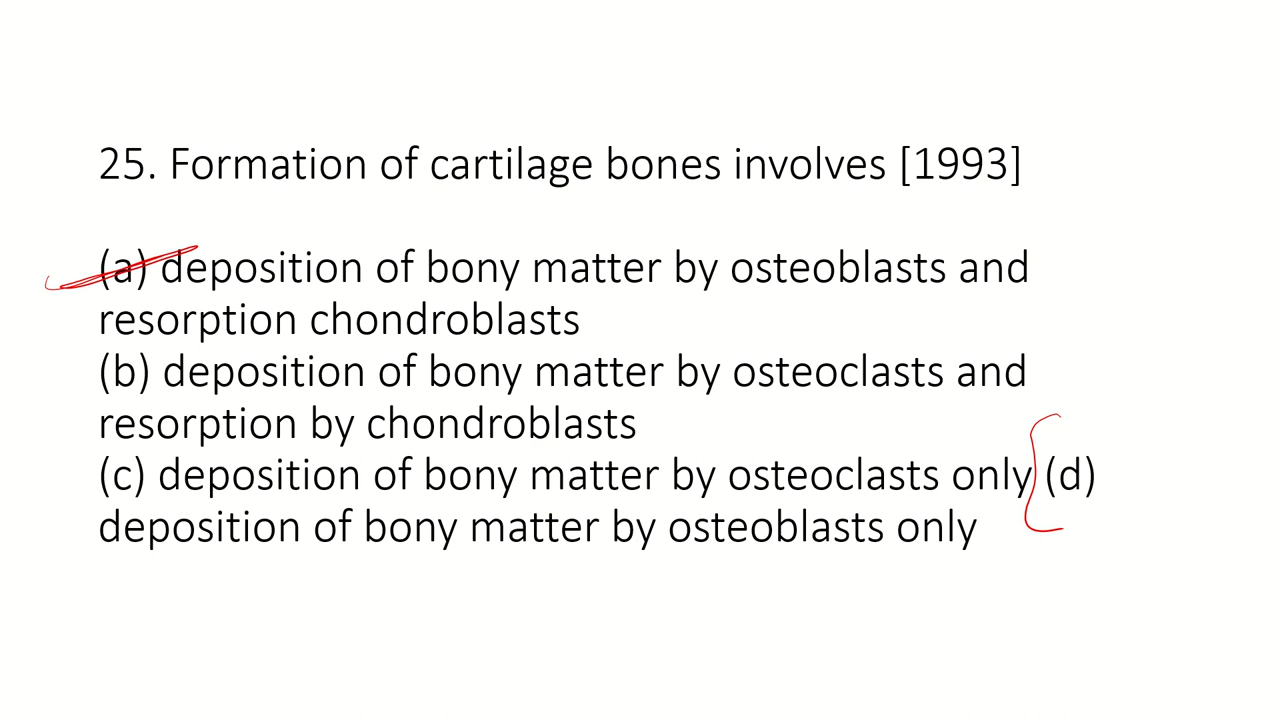 25. Formation of cartilage bones involves [1993]
(a) deposition of bony matter by osteoblasts and
resorption chondroblasts
(b) deposition of bony matter by osteoclasts and
resorption by chondroblasts
(c) deposition of bony matter by osteoclasts only (d)
deposition of bony matter by osteoblasts only